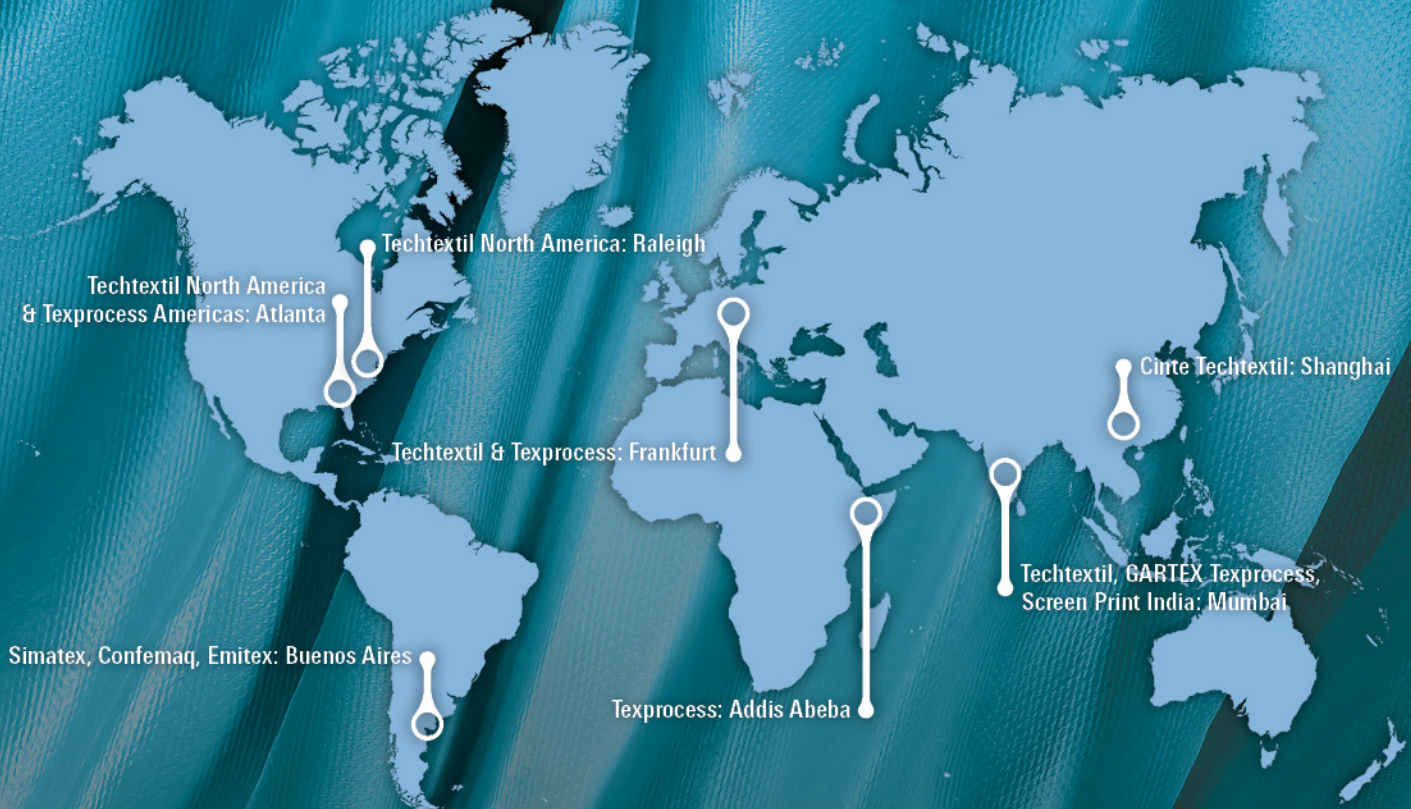 Techtextil North America: Raleigh
Techtextil North America
& Texprocess Americas: Atlanta
Cinte Techtextil: Shanghai
Techtextil & Texprocess: Frankfurt
Techtextil, GARTEX Texprocess,
Screen Print India: Mumbai
Simatex, Confemaq, Emitex: Buenos Aires
Texprocess: Addis Abeba